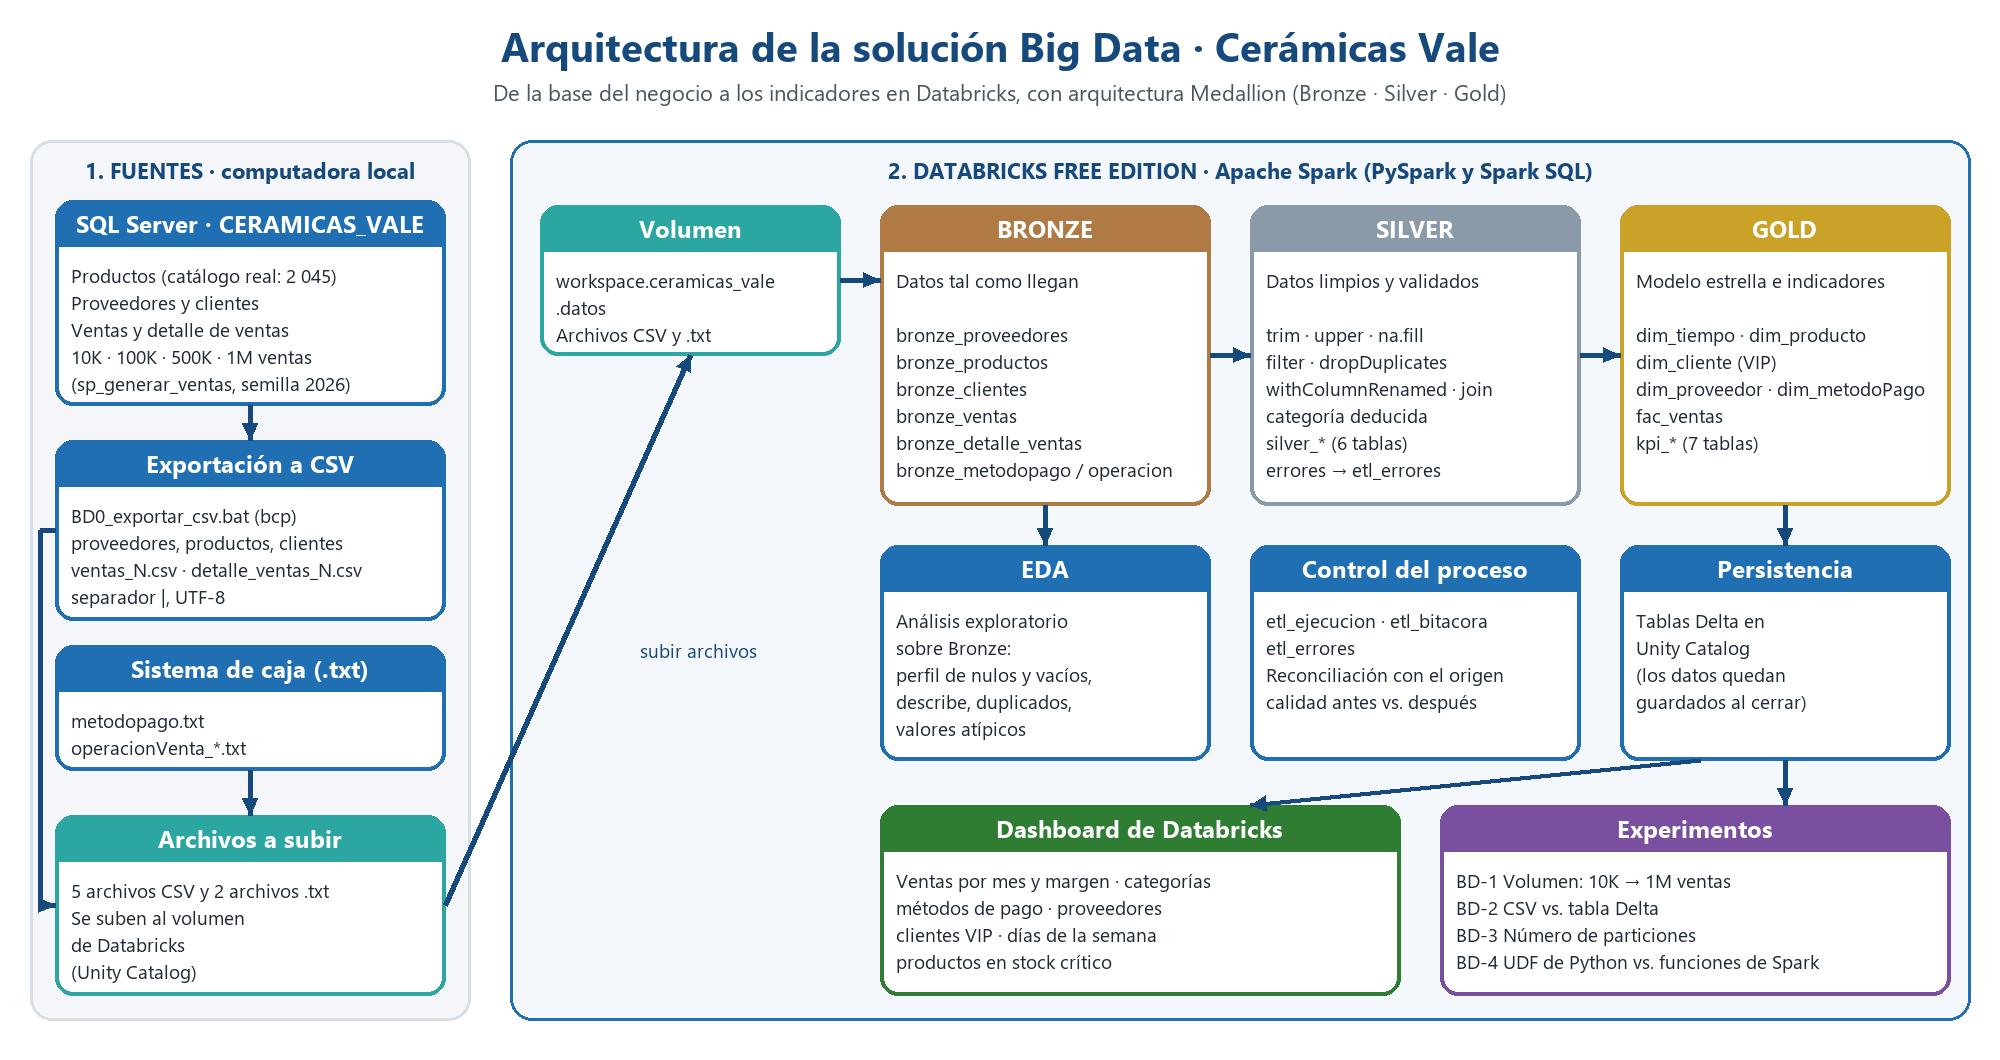 Arquitectura de la solución Big Data · Cerámicas Vale
De la base del negocio a los indicadores en Databricks, con arquitectura Medallion (Bronze · Silver · Gold)
1. FUENTES · computadora local
SQL Server · CERAMICAS_VALE
Productos (catálogo real: 2 045)
Proveedores y clientes
Ventas y detalle de ventas
10K · 100K · 500K · 1M ventas
(sp_generar_ventas, semilla 2026)
Exportación a CSV
BD0_exportar_csv.bat (bcp)
proveedores, productos, clientes
ventas_N.csv · detalle_ventas_N.csv
separador |, UTF-8
Sistema de caja (.txt)
metodopago.txt
operacionVenta_*.txt
Archivos a subir
5 archivos CSV y 2 archivos .txt
Se suben al volumen
de Databricks
(Unity Catalog)
subir archivos
2. DATABRICKS FREE EDITION · Apache Spark (PySpark y Spark SQL)
Volumen
workspace.ceramicas_vale
.datos
Archivos CSV y .txt
BRONZE
Datos tal como llegan
bronze_proveedores
bronze_productos
bronze_clientes
bronze_ventas
bronze_detalle_ventas
bronze_metodopago / operacion
SILVER
Datos limpios y validados
trim · upper · na.fill
filter · dropDuplicates
withColumnRenamed · join
categoría deducida
silver_* (6 tablas)
errores → etl_errores
GOLD
Modelo estrella e indicadores
dim_tiempo · dim_producto
dim_cliente (VIP)
dim_proveedor · dim_metodoPago
fac_ventas
kpi_* (7 tablas)
EDA
Análisis exploratorio
sobre Bronze:
perfil de nulos y vacíos,
describe, duplicados,
valores atípicos
Control del proceso
etl_ejecucion · etl_bitacora
etl_errores
Reconciliación con el origen
calidad antes vs. después
Persistencia
Tablas Delta en
Unity Catalog
(los datos quedan
guardados al cerrar)
Dashboard de Databricks
Ventas por mes y margen · categorías
métodos de pago · proveedores
clientes VIP · días de la semana
productos en stock crítico
Experimentos
BD-1 Volumen: 10K → 1M ventas
BD-2 CSV vs. tabla Delta
BD-3 Número de particiones
BD-4 UDF de Python vs. funciones de Spark